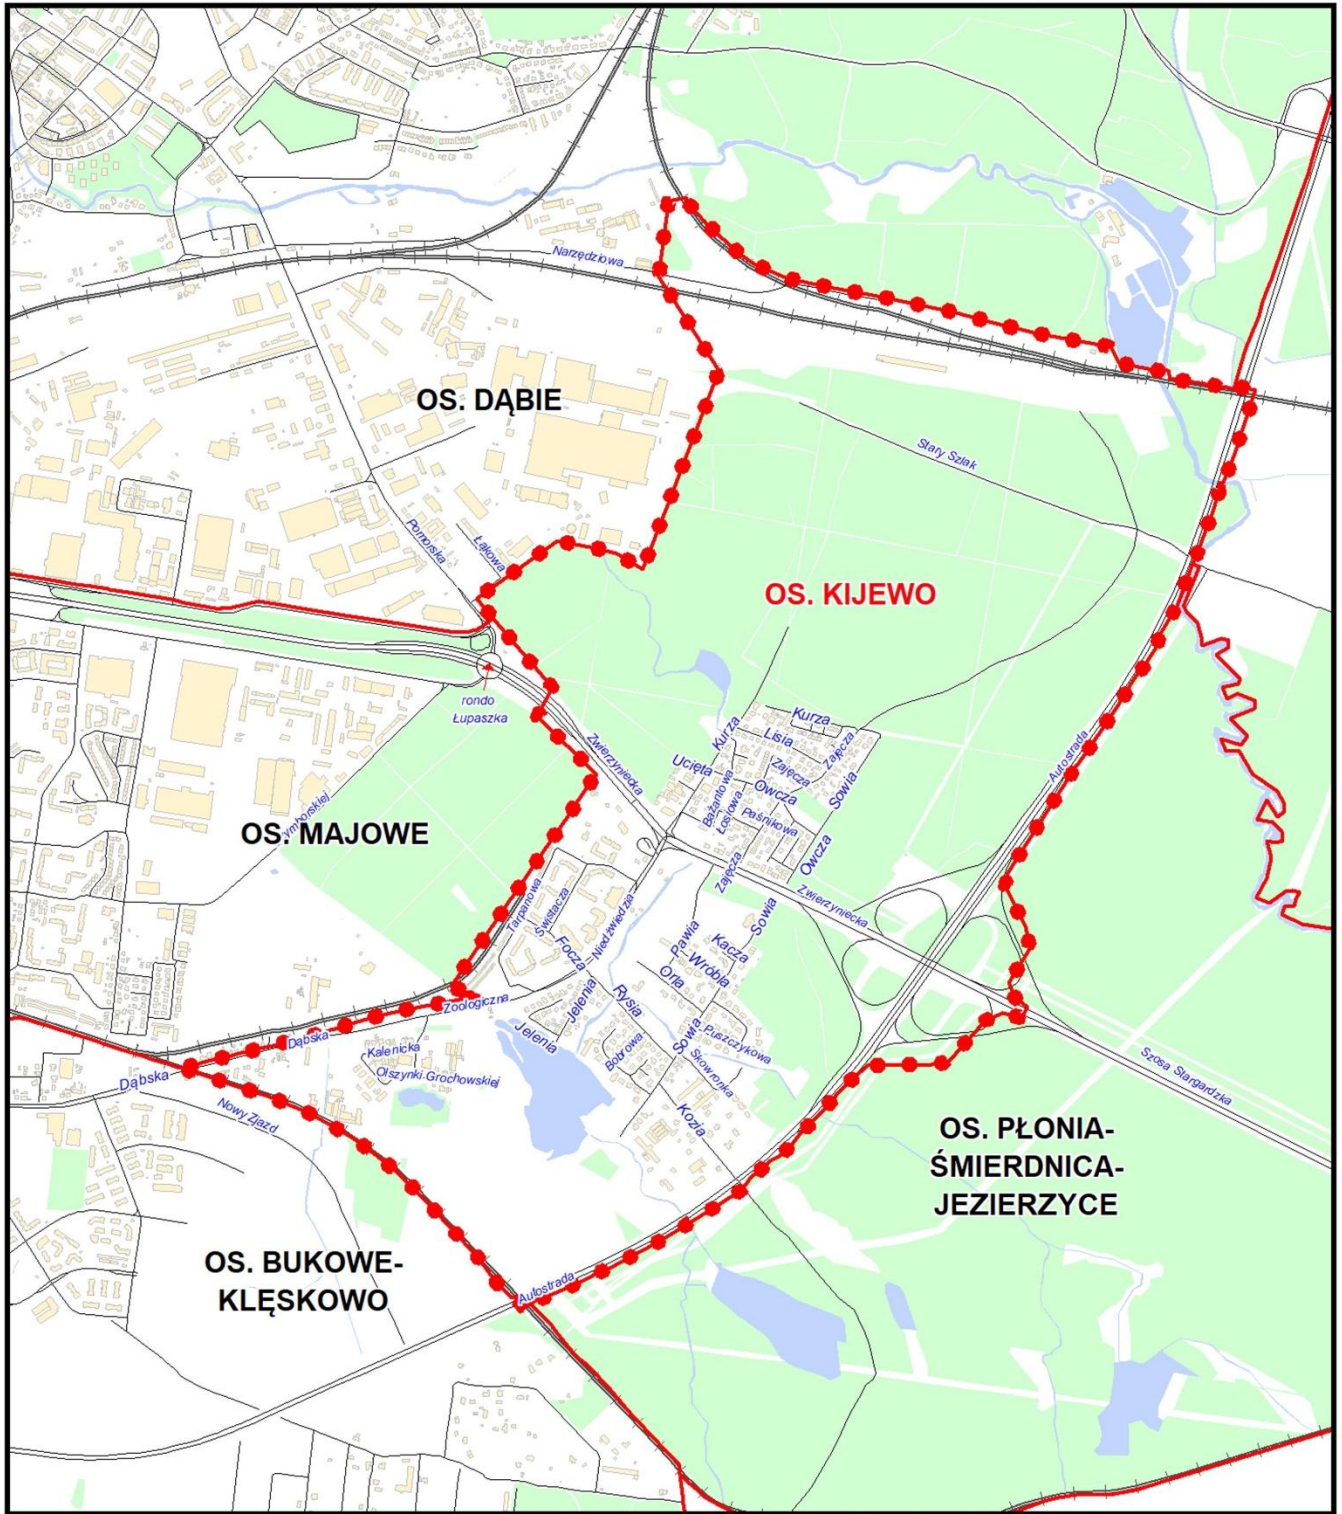 Narzędziowa
OS. DĄBIE
Stary Szlak
Pomorska
Łąkowa
OS. KIJEWO
rondo
Łupaszka
Zwierzyniecka
Kurza
Kurza
Lisia
Ucięta
Zajęcza
Zajęcza
Autostrada
Bażantowa
Łosiowa
Owcza
Sowia
Paśnikowa
OS. MAJOWE
Owcza
Zajęcza
Zwierzyniecka
Tarpanowa
Świstacza
Niedźwiedzia
Focza
Pawia
Sowia
Kacza
Wróbla
Orla
Zoologiczna
Jelenia
Rysia
Jelenia
Dąbska
Sowia
Puszczykowa
Kalenicka
Bobrowa
Skowronka
Olszynki Grochowskiej
Dąbska
Nowy Zjazd
Kozia
Szosa Stargardzka
OS. PŁONIA-
ŚMIERDNICA-
JEZIERZYCE
OS. BUKOWE-
KLĘSKOWO
Autostrada